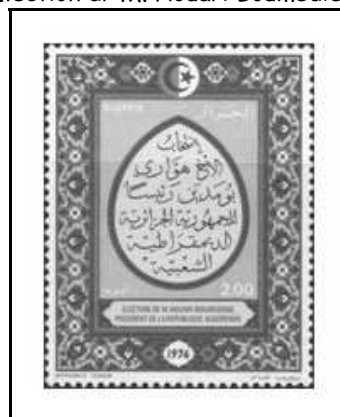 ALGERIE الجزائر
إنتخاب
الأخ هواري
بومدين رئيسا
للجمهورية الجزائرية
الديمقراطية
الشعبية
2.00
ELECTION DE M. HOUARI BOUMEDIENE
PRESIDENT DE LA REPUBLIQUE ALGERIENNE
1976